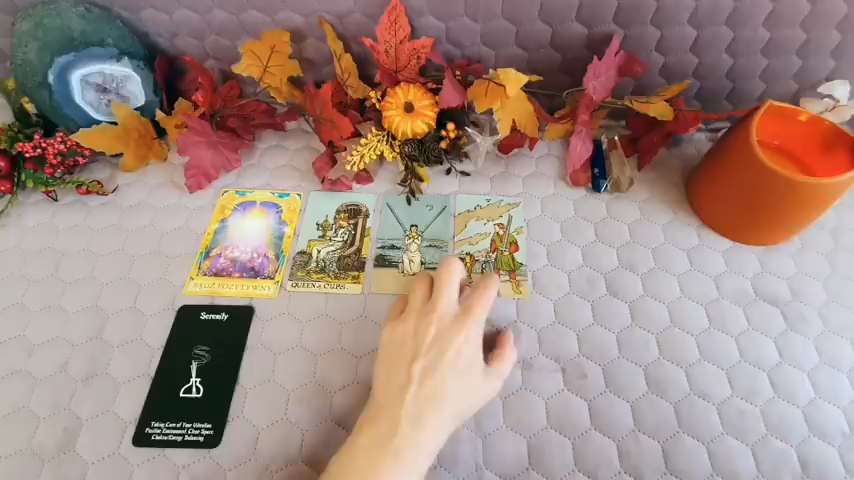 BĄDŹ POZYTYWNY
QUEEN of CUPS.
Serenity
Taking Care of Your Vibration
Positive Environment. Clear Space
Chakra/Energy Balancing